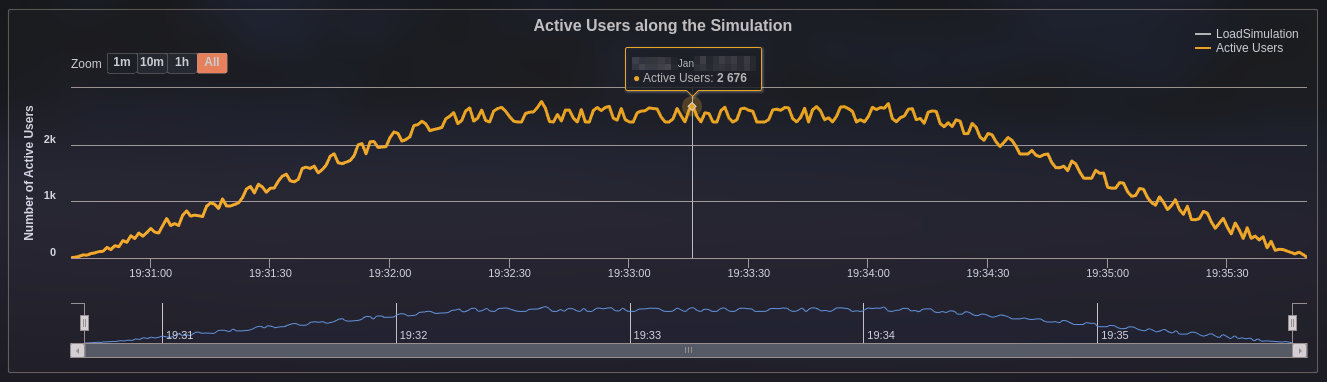 Active Users along the Simulation
LoadSimulation
Active Users
Zoom 1m 10m 1h All
Jan
Active Users: 2 676
Number of Active Users
2k
1k
0
19:31:00 19:31:30 19:32:00 19:32:30 19:33:00 19:33:30 19:34:00 19:34:30 19:35:00 19:35:30
19:31 19:32 19:33 19:34 19:35